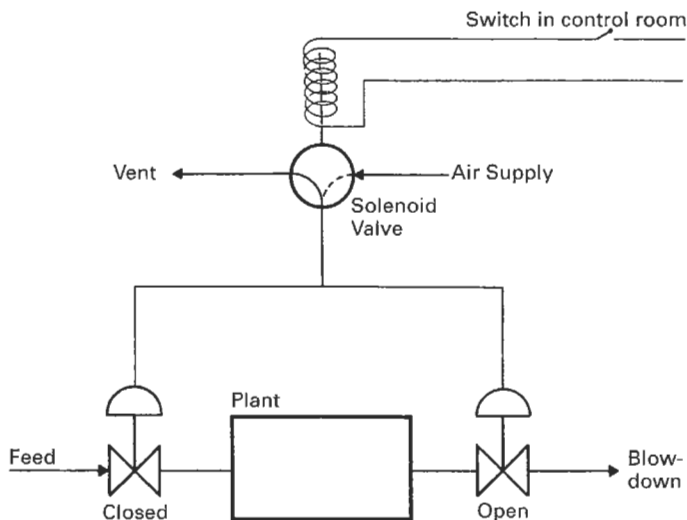 Switch in control room
Vent
Air Supply
Solenoid
Valve
Plant
Feed
Blow-
down
Closed
Open